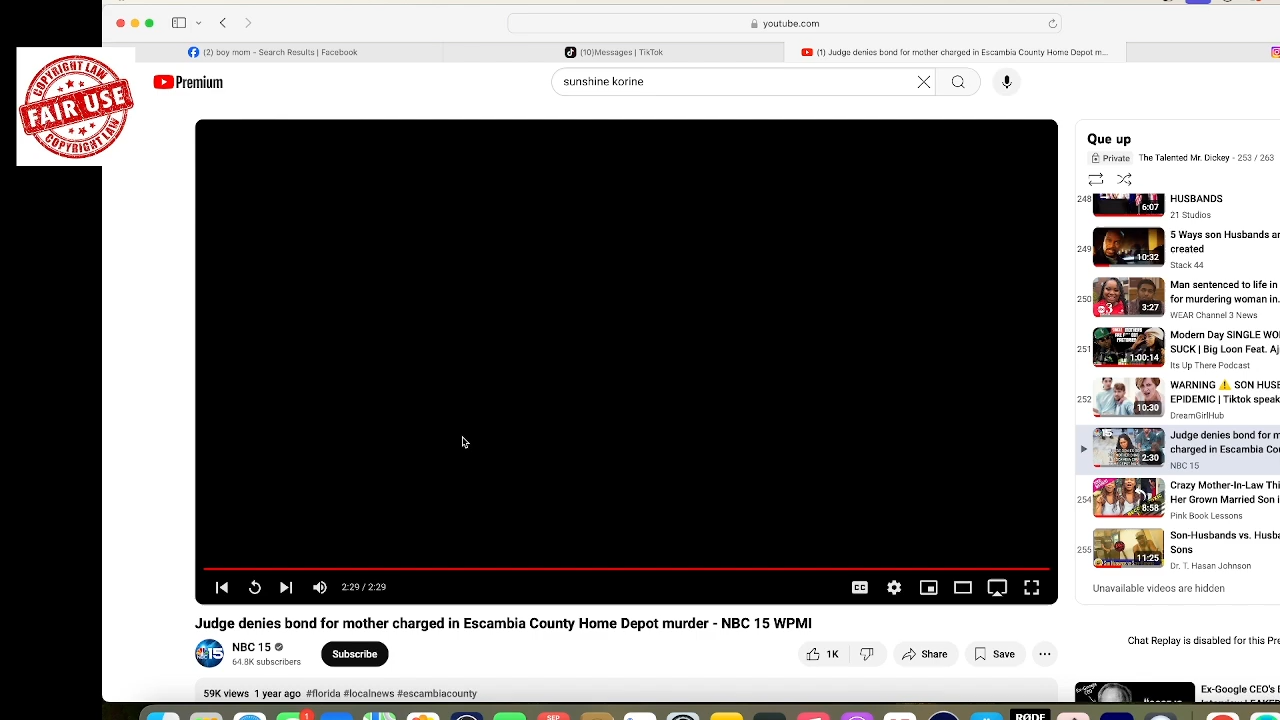 youtube.com
(2) boy mom - Search Results | Facebook
(10)Messages | TikTok
(1) Judge denies bond for mother charged in Escambia County Home Depot m...
COPYRIGHT LAW
FAIR USE
COPYRIGHT LAW
Premium
sunshine korine
Que up
Private The Talented Mr. Dickey - 253 / 263
248
6:07
HUSBANDS
21 Studios
249
10:32
5 Ways son Husbands ar
created
Stack 44
250
3:27
Man sentenced to life in
for murdering woman in.
WEAR Channel 3 News
251
1:00:14
Modern Day SINGLE WO
SUCK | Big Loon Feat. Aj
Its Up There Podcast
252
10:30
WARNING ⚠️ SON HUSE
EPIDEMIC | Tiktok speak
DreamGirlHub
2:30
Judge denies bond for m
charged in Escambia Cou
NBC 15
254
8:58
Crazy Mother-In-Law Thi
Her Grown Married Son i
Pink Book Lessons
255
11:25
Son-Husbands vs. Husba
Sons
Dr. T. Hasan Johnson
Unavailable videos are hidden
2:29 / 2:29
CC
Judge denies bond for mother charged in Escambia County Home Depot murder - NBC 15 WPMI
NBC 15
64.8K subscribers
Subscribe
1K
Share
Save
Chat Replay is disabled for this Pre
59K views 1 year ago #florida #localnews #escambiacounty
Ex-Google CEO's
SEP
1
RØDE